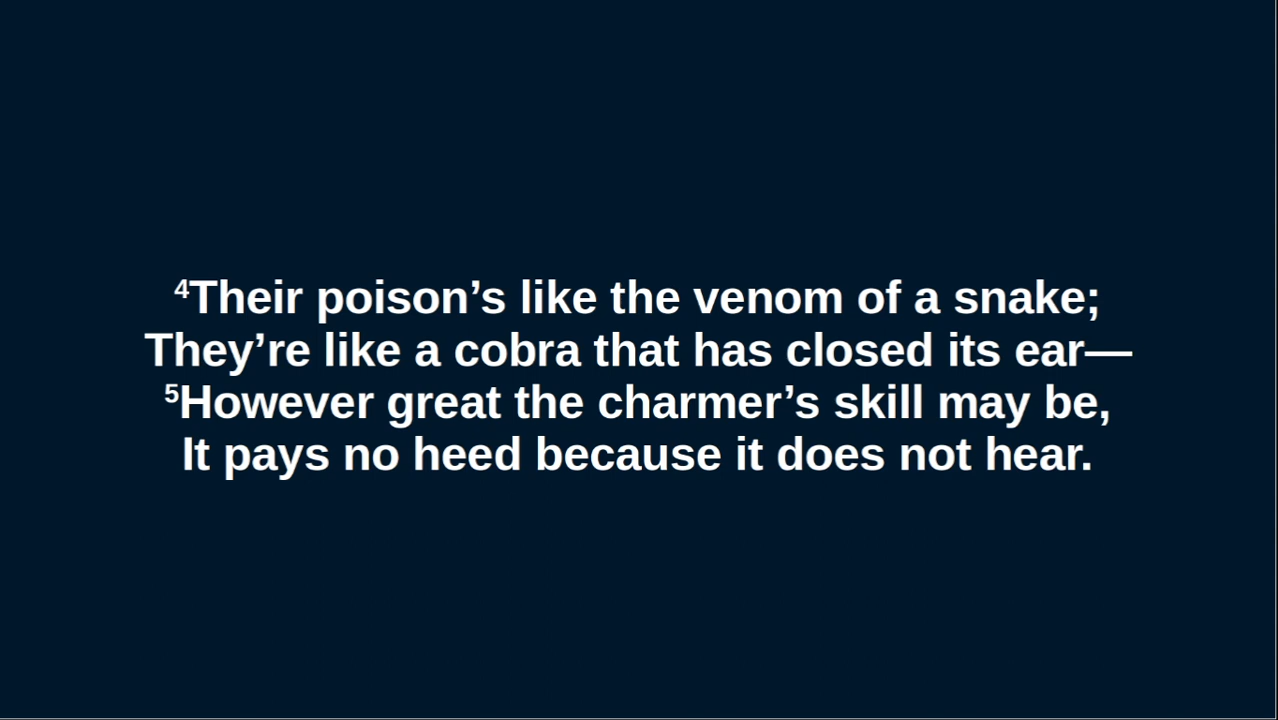 ⁴Their poison’s like the venom of a snake;
They’re like a cobra that has closed its ear—
⁵However great the charmer’s skill may be,
It pays no heed because it does not hear.